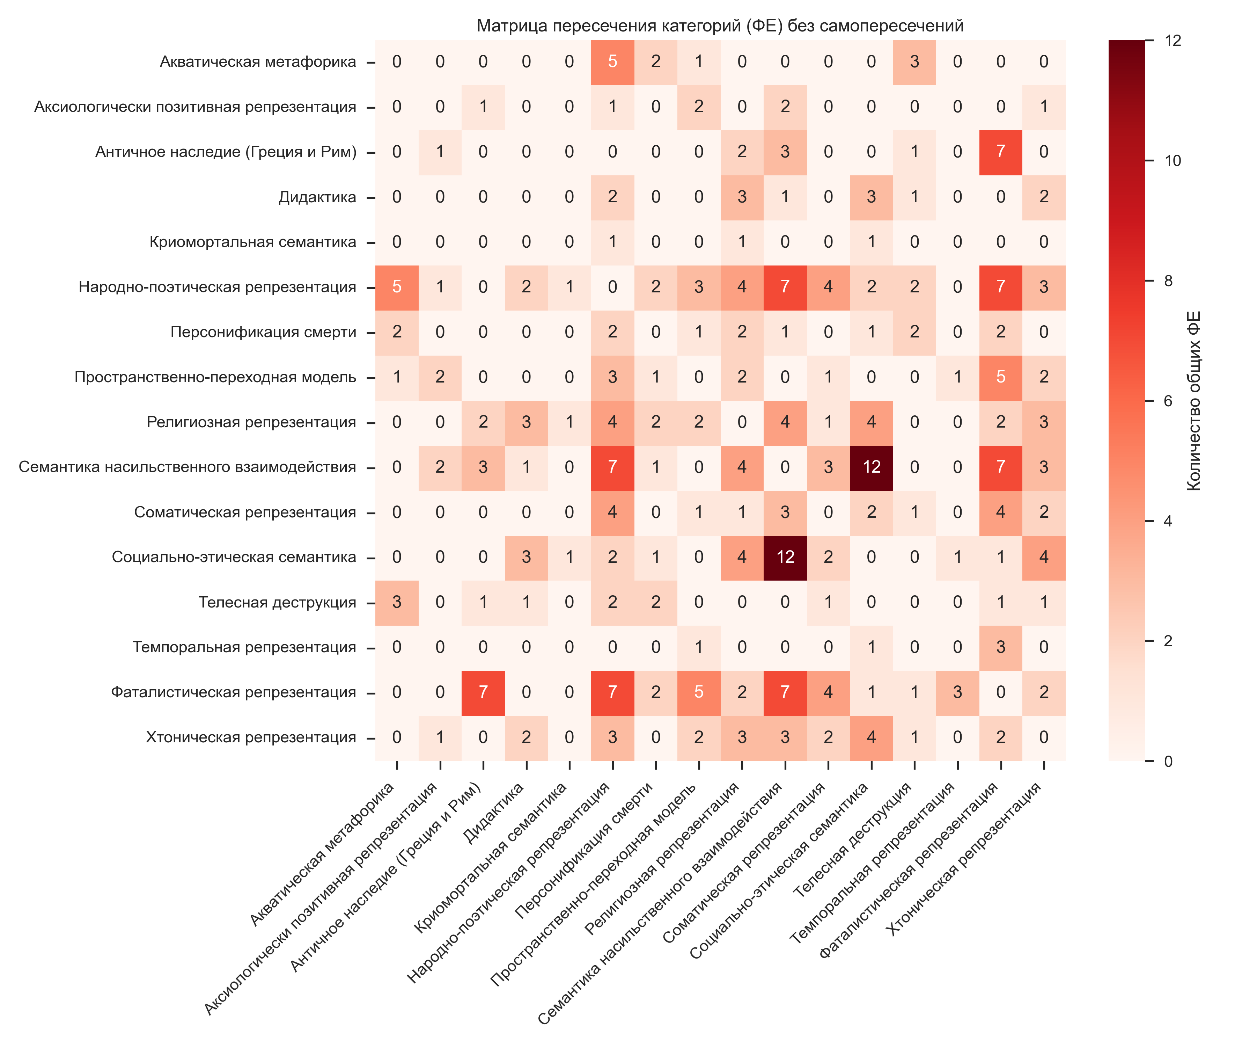 Матрица пересечения категорий (ФЕ) без самопересечений
Акватическая метафорика 0 0 0 0 0 5 2 1 0 0 0 0 3 0 0 0
Аксиологически позитивная репрезентация 0 0 1 0 0 1 0 2 0 2 0 0 0 0 0 1
Античное наследие (Греция и Рим) 0 1 0 0 0 0 0 0 2 3 0 0 1 0 7 0
Дидактика 0 0 0 0 0 2 0 0 3 1 0 3 1 0 0 2
Криомортальная семантика 0 0 0 0 0 1 0 0 1 0 0 1 0 0 0 0
Народно-поэтическая репрезентация 5 1 0 2 1 0 2 3 4 7 4 2 2 0 7 3
Персонификация смерти 2 0 0 0 0 2 0 1 2 1 0 1 2 0 2 0
Пространственно-переходная модель 1 2 0 0 0 3 1 0 2 0 1 0 0 1 5 2
Религиозная репрезентация 0 0 2 3 1 4 2 2 0 4 1 4 0 0 2 3
Семантика насильственного взаимодействия 0 2 3 1 0 7 1 0 4 0 3 12 0 0 7 3
Соматическая репрезентация 0 0 0 0 0 4 0 1 1 3 0 2 1 0 4 2
Социально-этическая семантика 0 0 0 3 1 2 1 0 4 12 2 0 0 1 1 4
Телесная деструкция 3 0 1 1 0 2 2 0 0 0 1 0 0 0 1 1
Темпоральная репрезентация 0 0 0 0 0 0 0 1 0 0 0 1 0 0 3 0
Фаталистическая репрезентация 0 0 7 0 0 7 2 5 2 7 4 1 1 3 0 2
Хтоническая репрезентация 0 1 0 2 0 3 0 2 3 3 2 4 1 0 2 0
Акватическая метафорика
Аксиологически позитивная репрезентация
Античное наследие (Греция и Рим)
Дидактика
Криомортальная семантика
Народно-поэтическая репрезентация
Персонификация смерти
Пространственно-переходная модель
Религиозная репрезентация
Семантика насильственного взаимодействия
Соматическая репрезентация
Социально-этическая семантика
Телесная деструкция
Темпоральная репрезентация
Фаталистическая репрезентация
Хтоническая репрезентация
12
10
8
6
4
2
0
Количество общих ФЕ